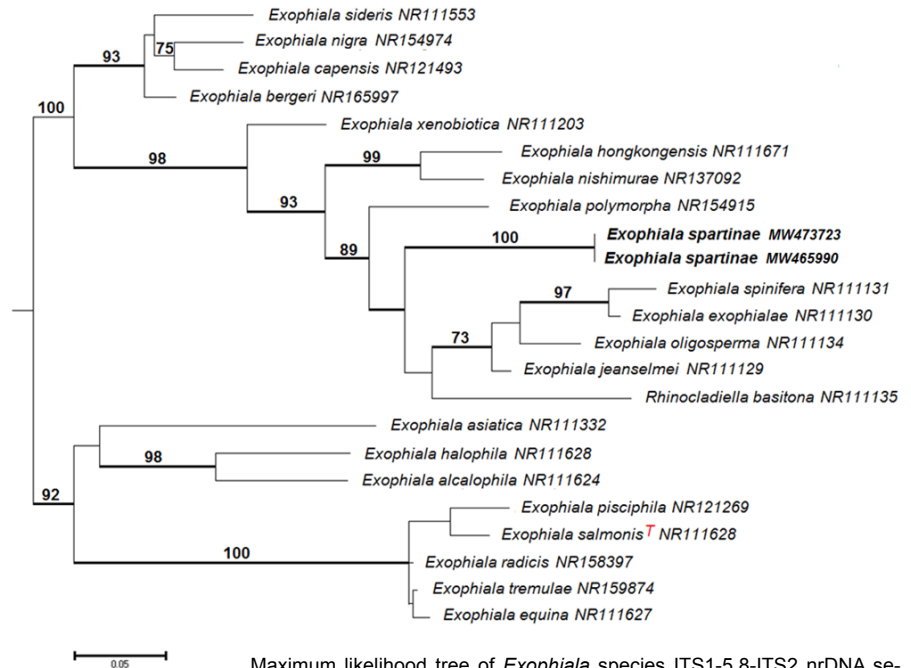 Exophiala sideris NR111553
Exophiala nigra NR154974
75
93
Exophiala capensis NR121493
Exophiala bergeri NR165997
100
Exophiala xenobiotica NR111203
98
99
Exophiala hongkongensis NR111671
Exophiala nishimurae NR137092
93
Exophiala polymorpha NR154915
100
Exophiala spartinae MW473723
89
Exophiala spartinae MW465990
97
Exophiala spinifera NR111131
Exophiala exophialae NR111130
73
Exophiala oligosperma NR111134
Exophiala jeanselmei NR111129
Rhinocladiella basitona NR111135
Exophiala asiatica NR111332
98
Exophiala halophila NR111628
Exophiala alcalophila NR111624
92
Exophiala pisciphila NR121269
Exophiala salmonis T NR111628
100
Exophiala radicis NR158397
Exophiala tremulae NR159874
Exophiala equina NR111627
0.05
Maximum likelihood tree of Exophiala species ITS1-5.8-ITS2 nrDNA se-